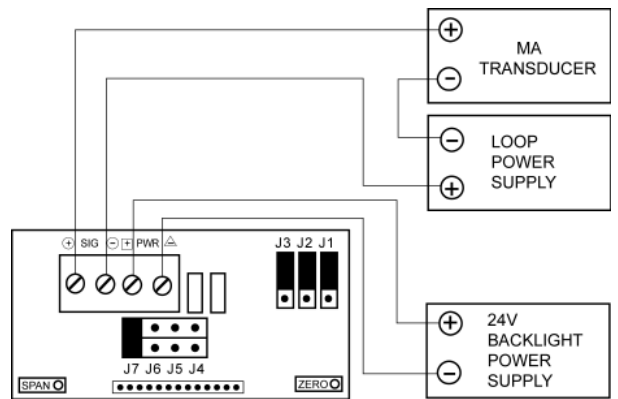 +
MA
TRANSDUCER
−
−
LOOP
POWER
SUPPLY
+
+ SIG − + PWR
J3 J2 J1
+
24V
BACKLIGHT
POWER
SUPPLY
−
J7 J6 J5 J4
SPAN
ZERO